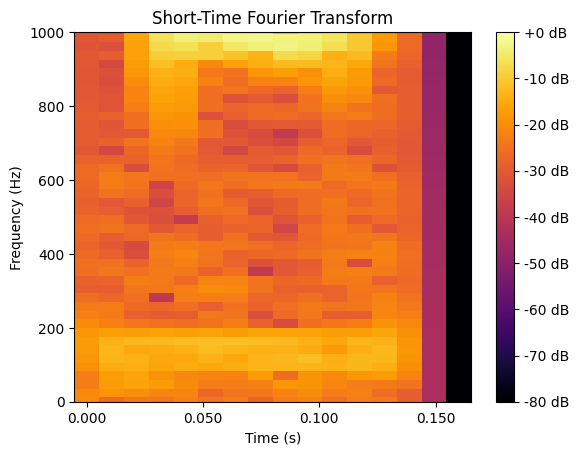 Short-Time Fourier Transform
1000
800
600
400
200
0
Frequency (Hz)
0.000
0.050
0.100
0.150
Time (s)
+0 dB
-10 dB
-20 dB
-30 dB
-40 dB
-50 dB
-60 dB
-70 dB
-80 dB